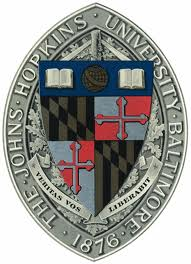 THE JOHNS HOPKINS UNIVERSITY BALTIMORE
1876
VERITAS VOS LIBERABIT